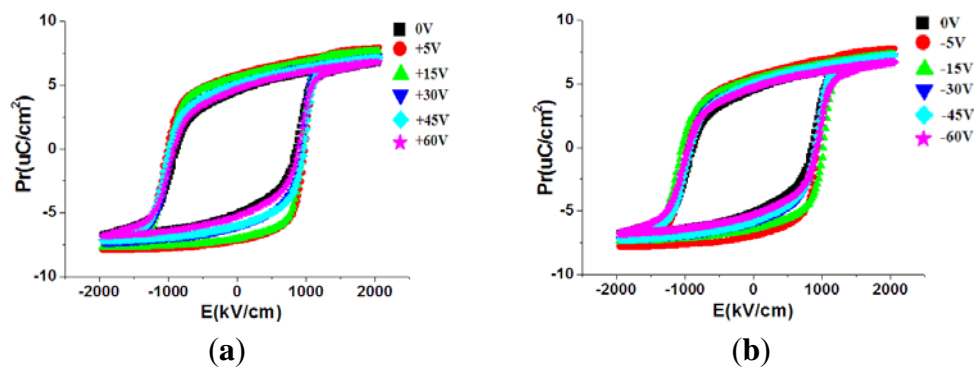 (a)
Pr(uC/cm²)
10
5
0
-5
-10
-2000 -1000 0 1000 2000
E(kV/cm)
0V
+5V
+15V
+30V
+45V
+60V
(b)
Pr(uC/cm²)
10
5
0
-5
-10
-2000 -1000 0 1000 2000
E(kV/cm)
0V
-5V
-15V
-30V
-45V
-60V